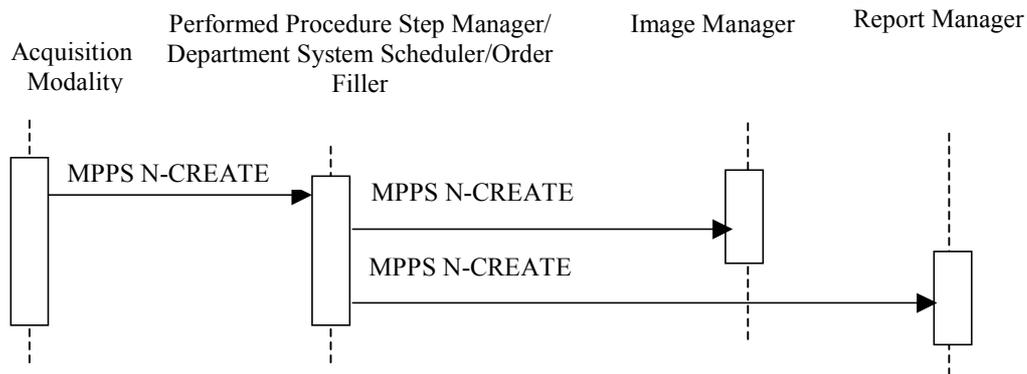 Acquisition
Modality
Performed Procedure Step Manager/
Department System Scheduler/Order
Filler
Image Manager
Report Manager
MPPS N-CREATE
MPPS N-CREATE
MPPS N-CREATE